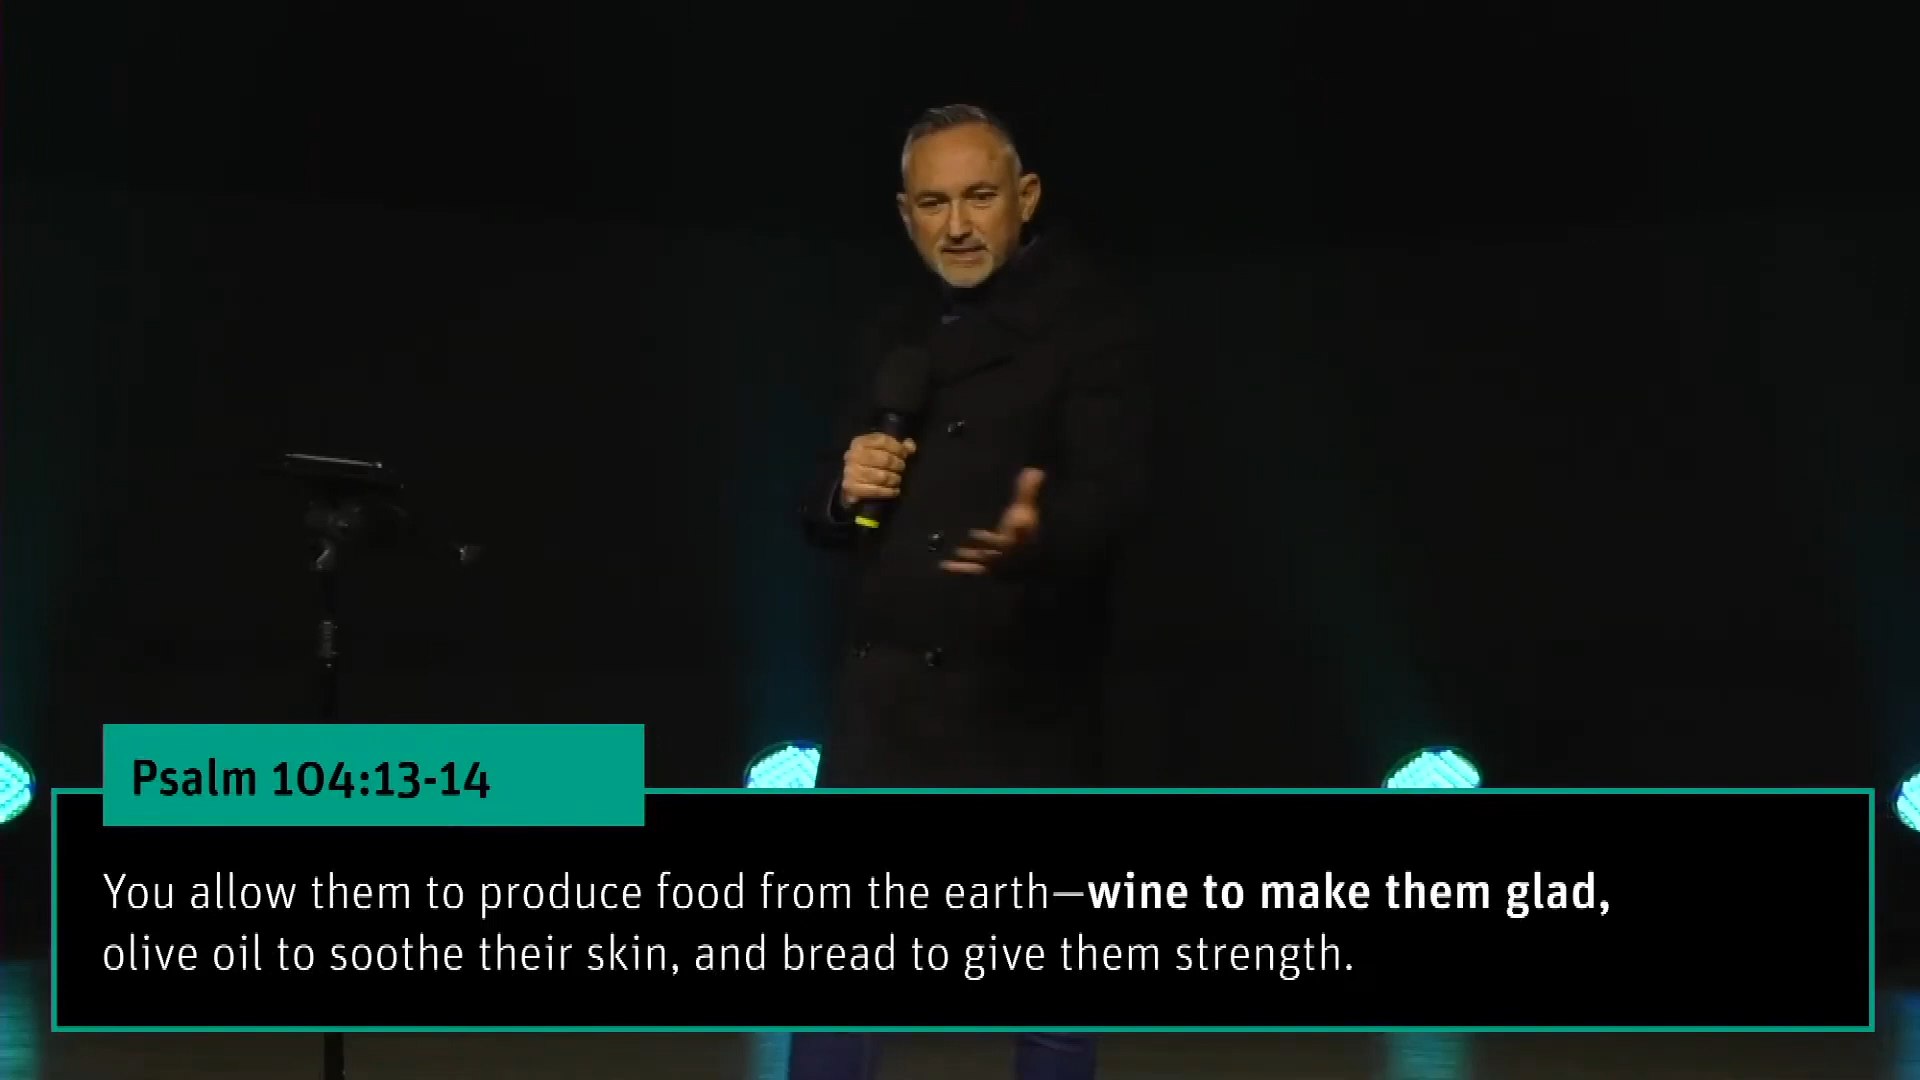 Psalm 104:13-14
You allow them to produce food from the earth—wine to make them glad,
olive oil to soothe their skin, and bread to give them strength.